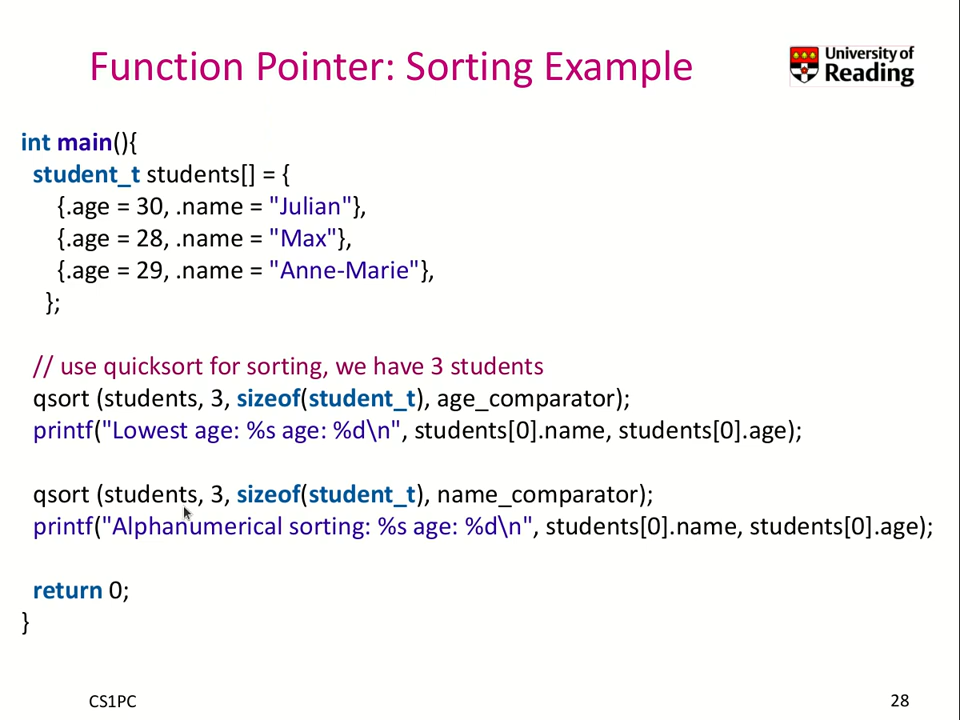 Function Pointer: Sorting Example
University of
Reading
int main(){
student_t students[] = {
{.age = 30, .name = "Julian"},
{.age = 28, .name = "Max"},
{.age = 29, .name = "Anne-Marie"},
};
// use quicksort for sorting, we have 3 students
qsort (students, 3, sizeof(student_t), age_comparator);
printf("Lowest age: %s age: %d\n", students[0].name, students[0].age);
qsort (students, 3, sizeof(student_t), name_comparator);
printf("Alphanumerical sorting: %s age: %d\n", students[0].name, students[0].age);
return 0;
}
CS1PC
28